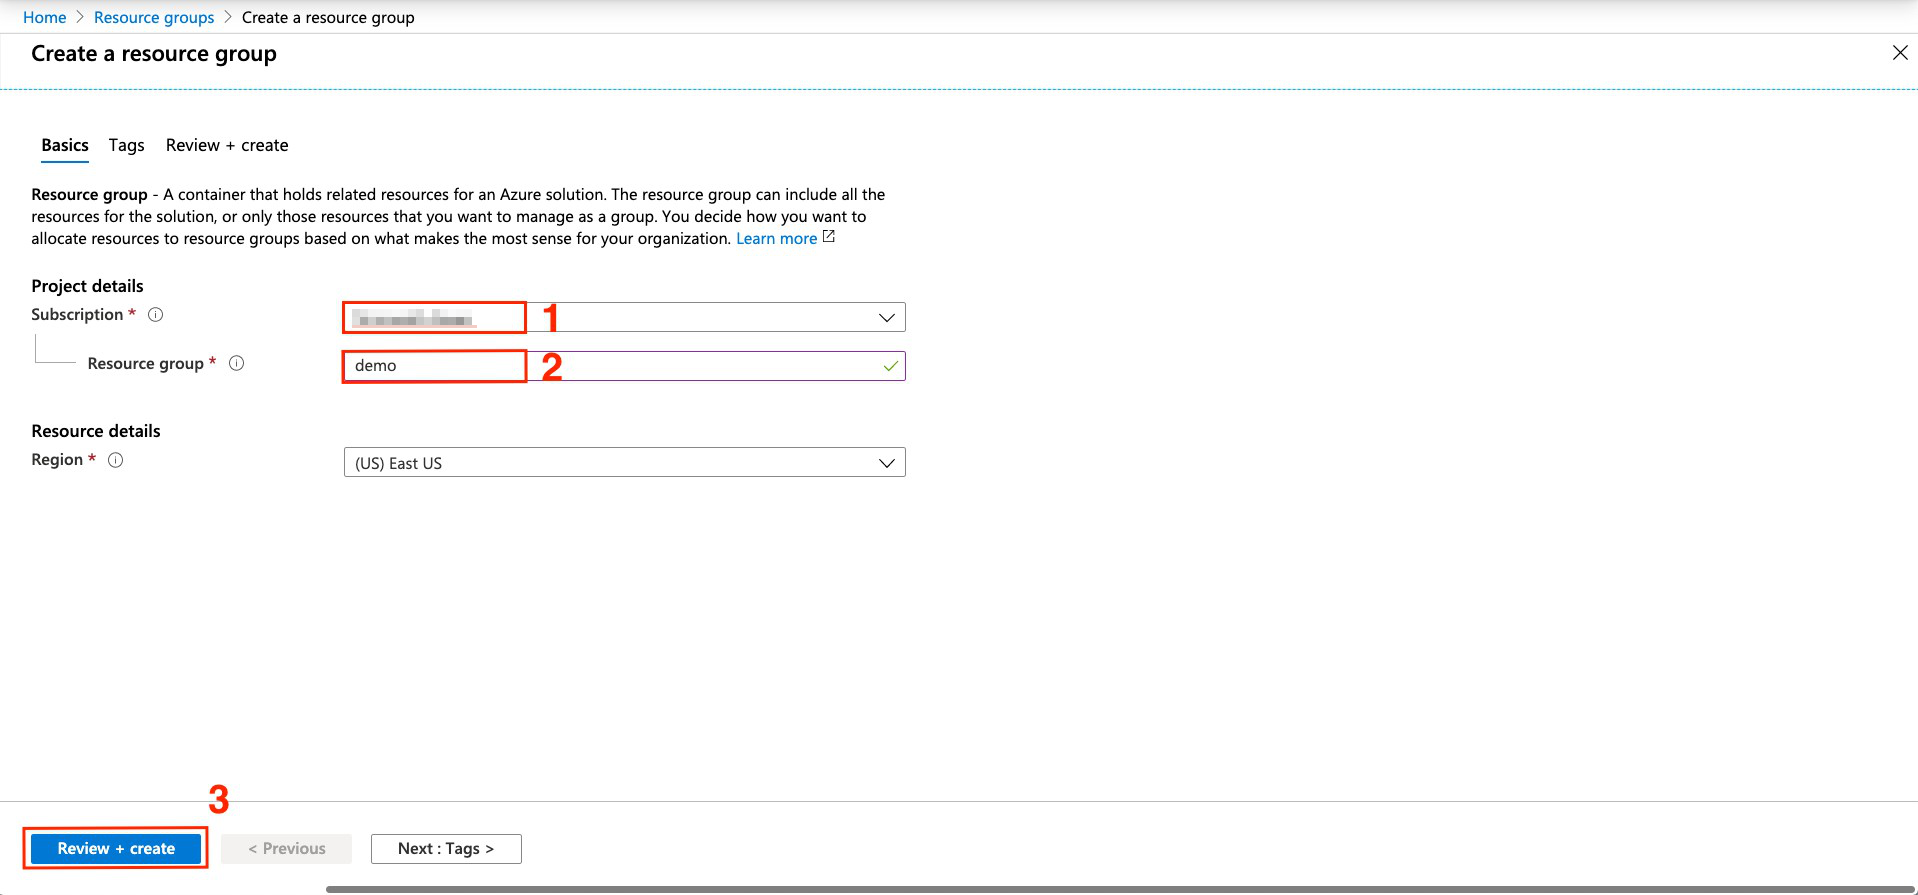 Home > Resource groups > Create a resource group
Create a resource group
Basics Tags Review + create
Resource group - A container that holds related resources for an Azure solution. The resource group can include all the
resources for the solution, or only those resources that you want to manage as a group. You decide how you want to
allocate resources to resource groups based on what makes the most sense for your organization. Learn more
Project details
Subscription *
1
Resource group *
demo
2
Resource details
Region *
(US) East US
3
Review + create
< Previous
Next : Tags >